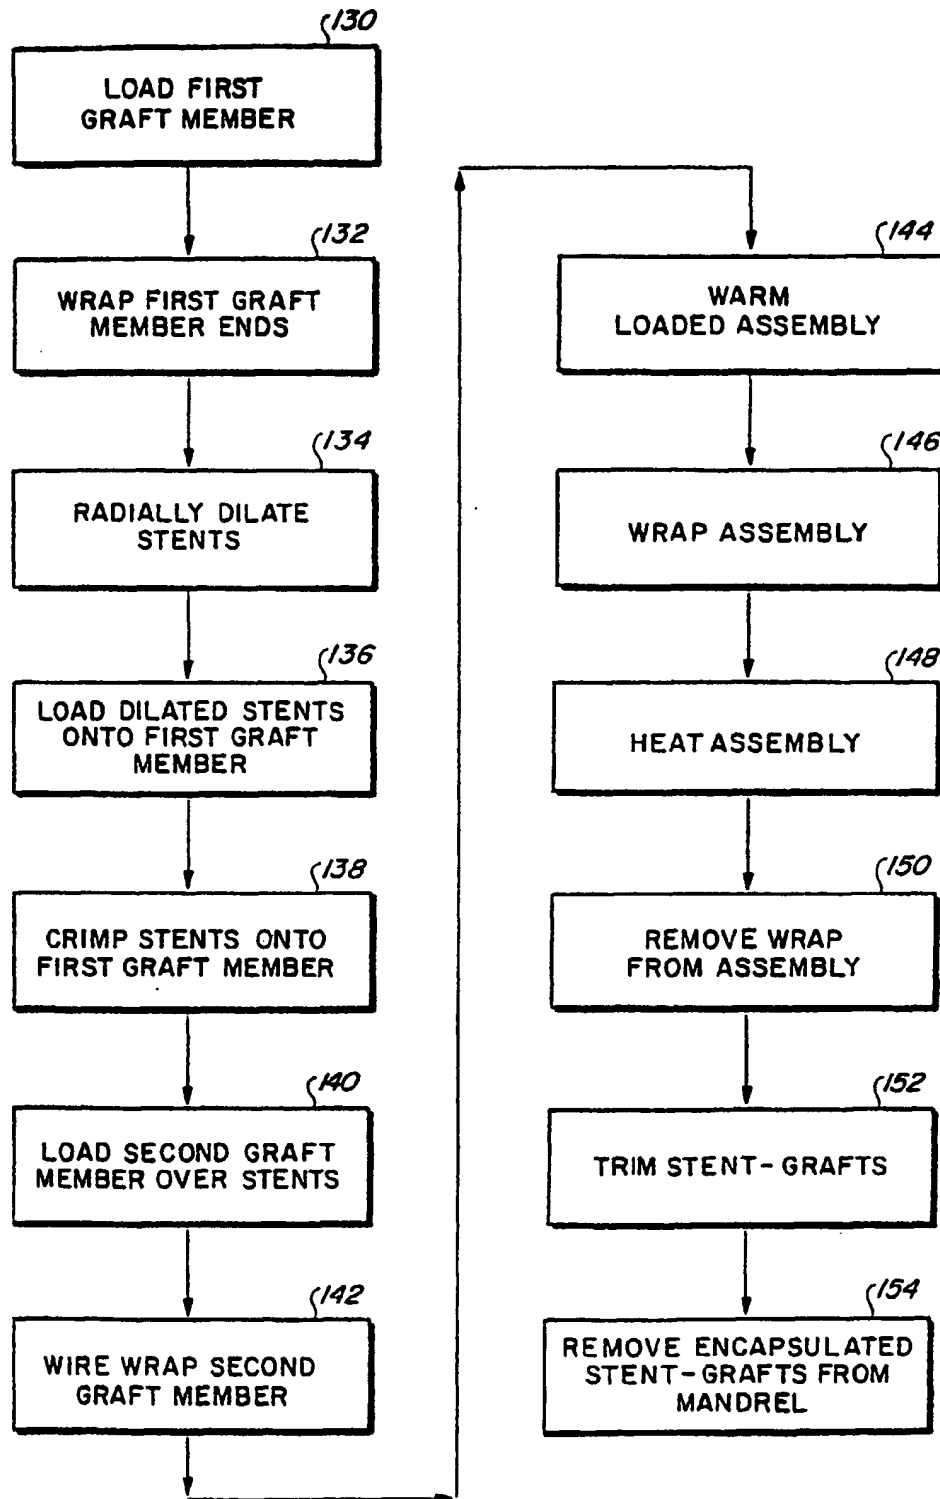 130
LOAD FIRST
GRAFT MEMBER
132
WRAP FIRST GRAFT
MEMBER ENDS
134
RADIALLY DILATE
STENTS
136
LOAD DILATED STENTS
ONTO FIRST GRAFT
MEMBER
138
CRIMP STENTS ONTO
FIRST GRAFT MEMBER
140
LOAD SECOND GRAFT
MEMBER OVER STENTS
142
WIRE WRAP SECOND
GRAFT MEMBER
144
WARM
LOADED ASSEMBLY
146
WRAP ASSEMBLY
148
HEAT ASSEMBLY
150
REMOVE WRAP
FROM ASSEMBLY
152
TRIM STENT-GRAFTS
154
REMOVE ENCAPSULATED
STENT-GRAFTS FROM
MANDREL